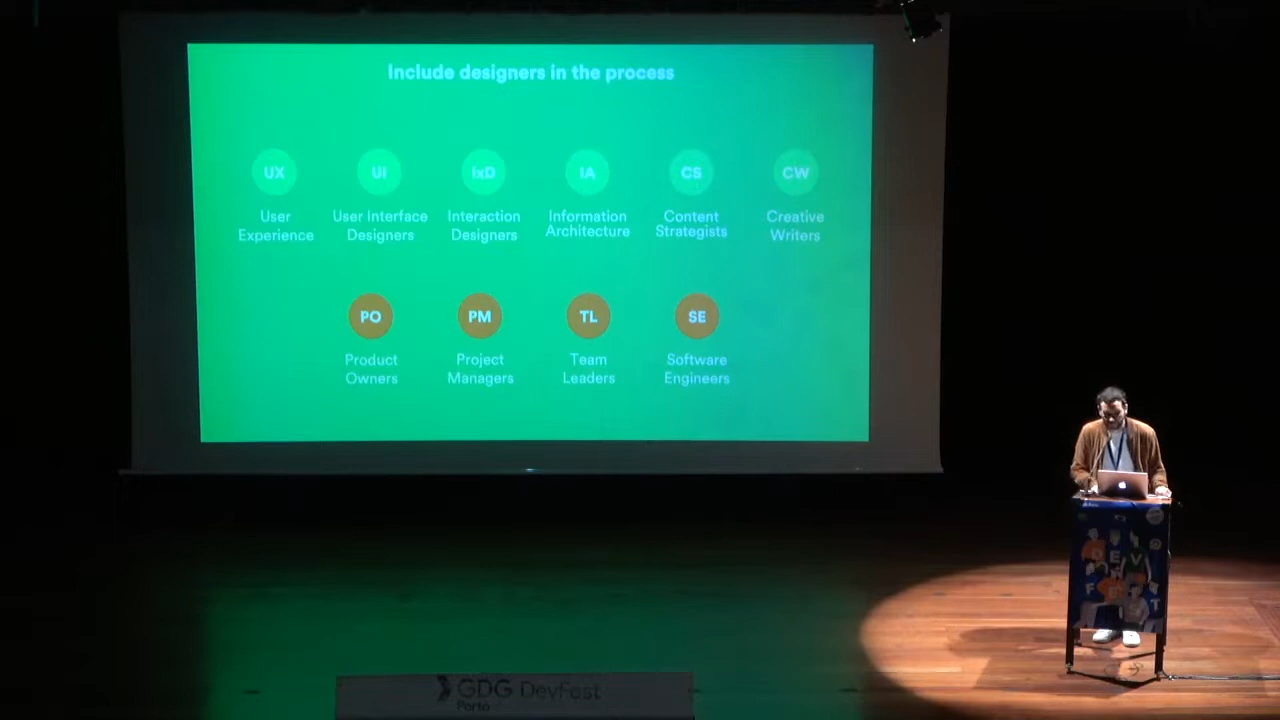 Include designers in the process
UX
UI
IxD
IA
CS
CW
User
Experience
User Interface
Designers
Interaction
Designers
Information
Architecture
Content
Strategists
Creative
Writers
PO
PM
TL
SE
Product
Owners
Project
Managers
Team
Leaders
Software
Engineers
DEV
FEST
GDG DevFest
Porto